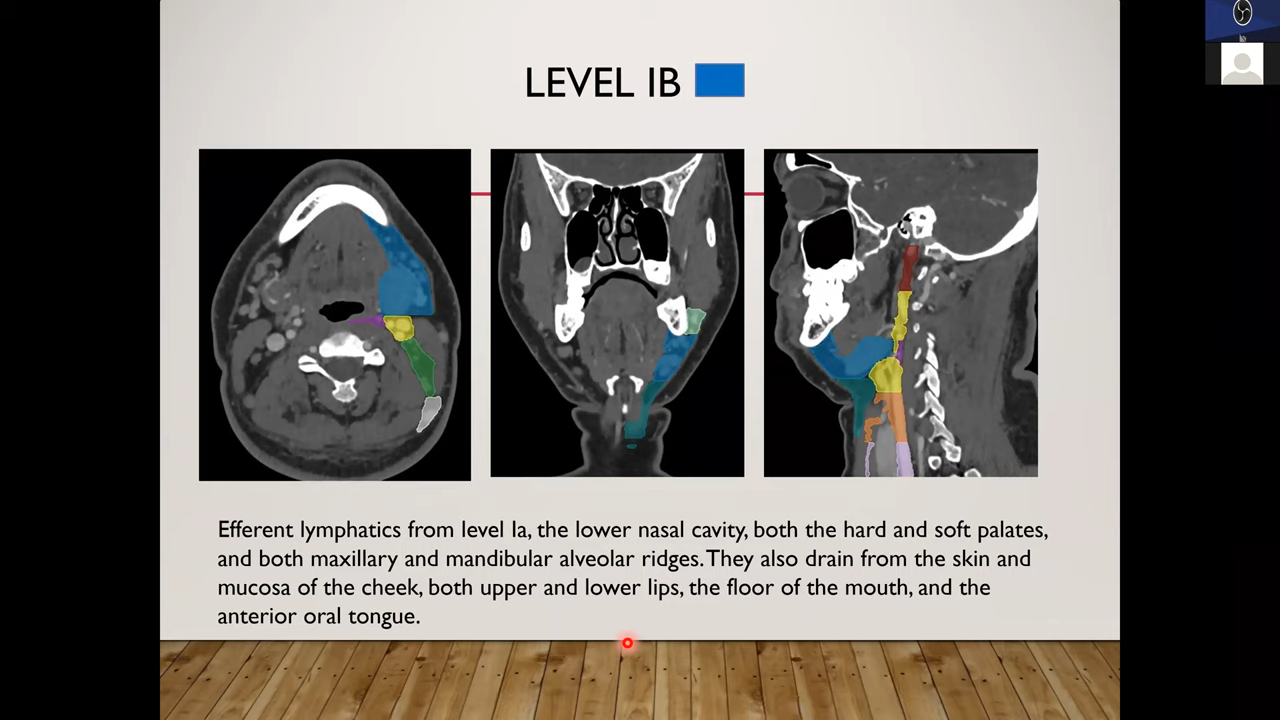 LEVEL IB
Efferent lymphatics from level Ia, the lower nasal cavity, both the hard and soft palates,
and both maxillary and mandibular alveolar ridges. They also drain from the skin and
mucosa of the cheek, both upper and lower lips, the floor of the mouth, and the
anterior oral tongue.